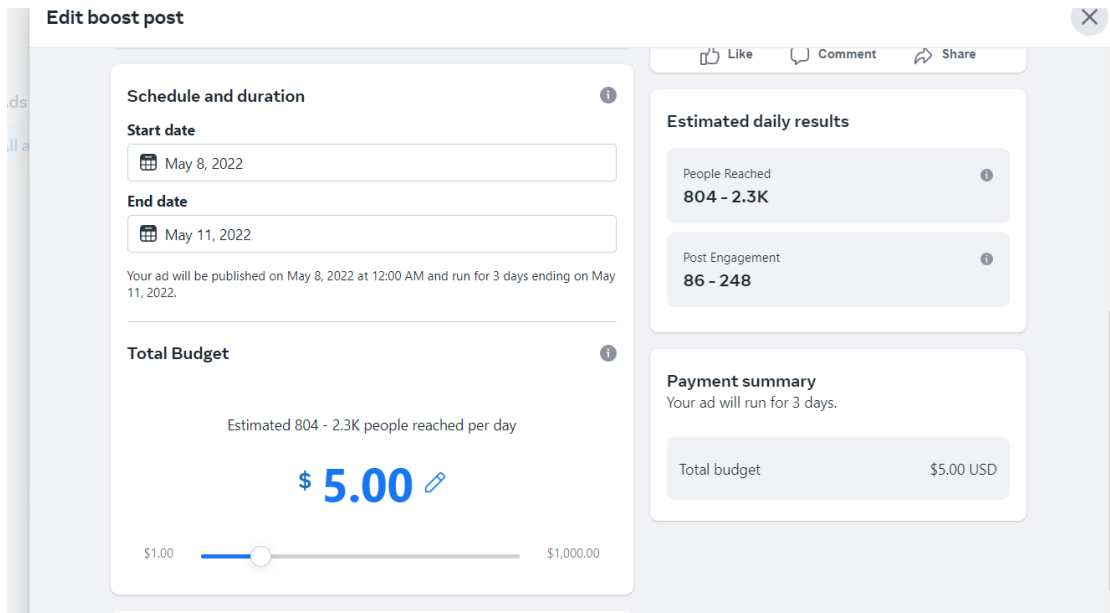 Edit boost post
Ads
All a
Like
Comment
Share
Schedule and duration
Start date
May 8, 2022
End date
May 11, 2022
Your ad will be published on May 8, 2022 at 12:00 AM and run for 3 days ending on May
11, 2022.
Total Budget
Estimated 804 - 2.3K people reached per day
$ 5.00
$1.00
$1,000.00
Estimated daily results
People Reached
804 - 2.3K
Post Engagement
86 - 248
Payment summary
Your ad will run for 3 days.
Total budget
$5.00 USD